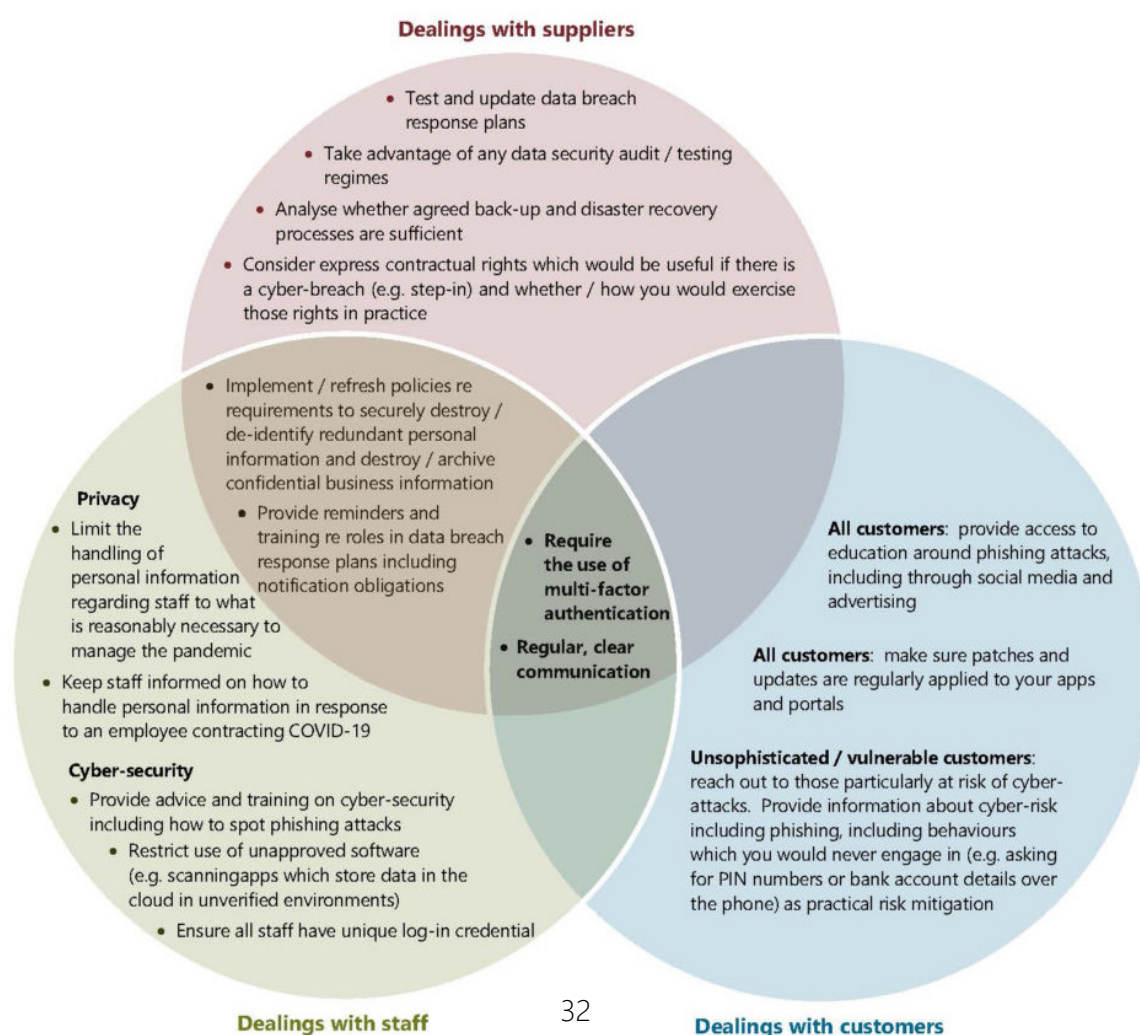 Dealings with suppliers
• Test and update data breach
response plans
• Take advantage of any data security audit / testing
regimes
• Analyse whether agreed back-up and disaster recovery
processes are sufficient
• Consider express contractual rights which would be useful if there is
a cyber-breach (e.g. step-in) and whether / how you would exercise
those rights in practice
• Implement / refresh policies re
requirements to securely destroy /
de-identify redundant personal
information and destroy / archive
confidential business information
• Provide reminders and
training re roles in data breach
response plans including
notification obligations
Privacy
• Limit the
handling of
personal information
regarding staff to what
is reasonably necessary to
manage the pandemic
• Keep staff informed on how to
handle personal information in response
to an employee contracting COVID-19
Cyber-security
• Provide advice and training on cyber-security
including how to spot phishing attacks
• Restrict use of unapproved software
(e.g. scanningapps which store data in the
cloud in unverified environments)
• Ensure all staff have unique log-in credential
• Require
the use of
multi-factor
authentication
• Regular, clear
communication
All customers: provide access to
education around phishing attacks,
including through social media and
advertising
All customers: make sure patches and
updates are regularly applied to your apps
and portals
Unsophisticated / vulnerable customers:
reach out to those particularly at risk of cyber-
attacks. Provide information about cyber-risk
including phishing, including behaviours
which you would never engage in (e.g. asking
for PIN numbers or bank account details over
the phone) as practical risk mitigation
Dealings with staff
32
Dealings with customers